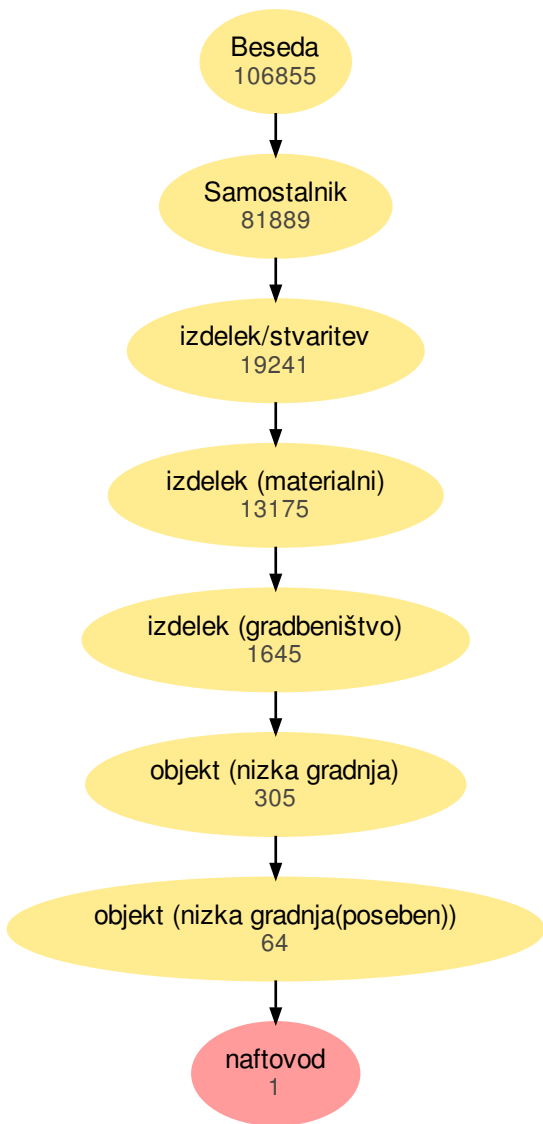 Beseda
106855
Samostalnik
81889
izdelek/stvaritev
19241
izdelek (materialni)
13175
izdelek (gradbeništvo)
1645
objekt (nizka gradnja)
305
objekt (nizka gradnja(poseben))
64
naftovod
1